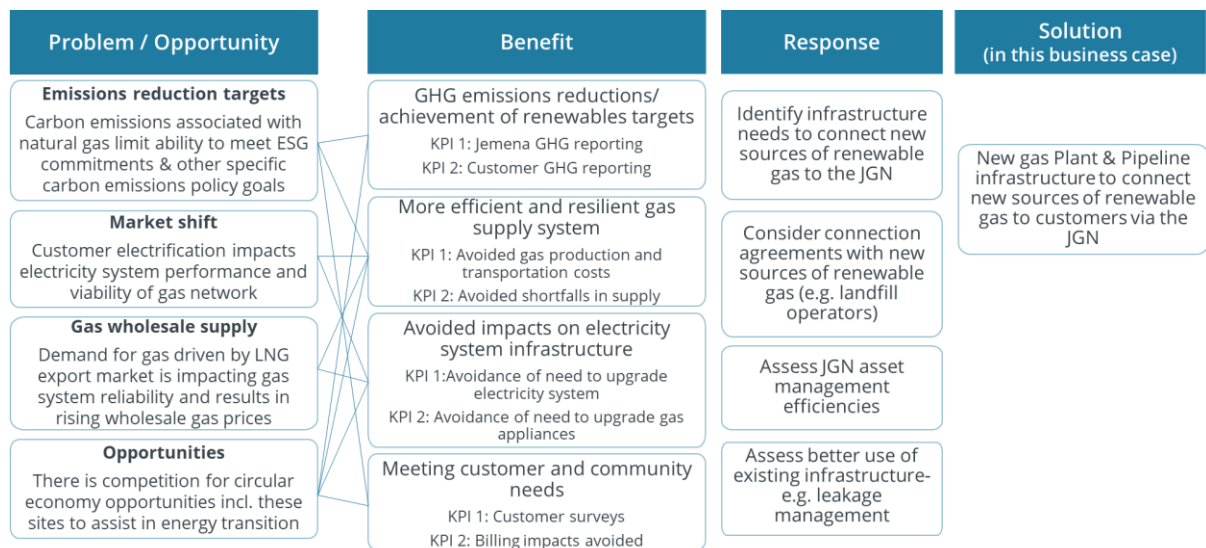 Problem / Opportunity
Emissions reduction targets
Carbon emissions associated with
natural gas limit ability to meet ESG
commitments & other specific
carbon emissions policy goals
Market shift
Customer electrification impacts
electricity system performance and
viability of gas network
Gas wholesale supply
Demand for gas driven by LNG
export market is impacting gas
system reliability and results in
rising wholesale gas prices
Opportunities
There is competition for circular
economy opportunities incl. these
sites to assist in energy transition
Benefit
GHG emissions reductions/
achievement of renewables targets
KPI 1: Jemena GHG reporting
KPI 2: Customer GHG reporting
More efficient and resilient gas
supply system
KPI 1: Avoided gas production and
transportation costs
KPI 2: Avoided shortfalls in supply
Avoided impacts on electricity
system infrastructure
KPI 1:Avoidance of need to upgrade
electricity system
KPI 2: Avoidance of need to upgrade gas
appliances
Meeting customer and community
needs
KPI 1: Customer surveys
KPI 2: Billing impacts avoided
Response
Identify infrastructure
needs to connect new
sources of renewable
gas to the JGN
Consider connection
agreements with new
sources of renewable
gas (e.g. landfill
operators)
Assess JGN asset
management
efficiencies
Assess better use of
existing infrastructure-
e.g. leakage
management
Solution
(in this business case)
New gas Plant & Pipeline
infrastructure to connect
new sources of renewable
gas to customers via the
JGN